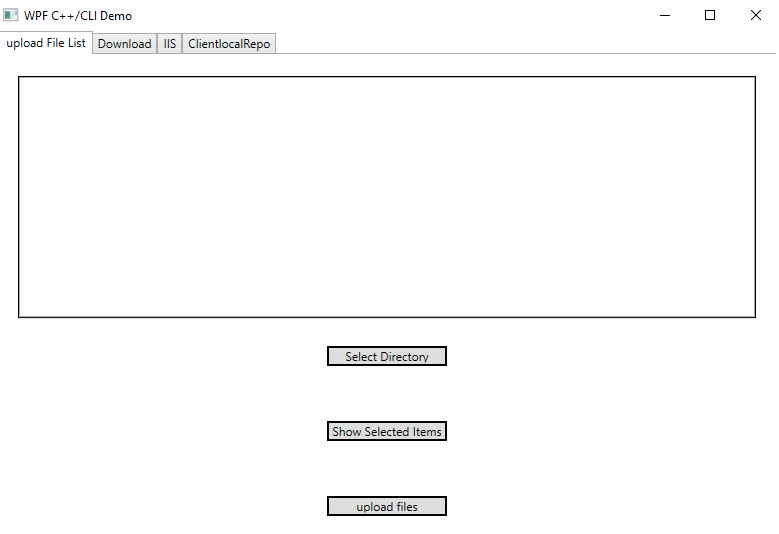 WPF C++/CLI Demo
upload File List Download IIS ClientlocalRepo
Select Directory
Show Selected Items
upload files